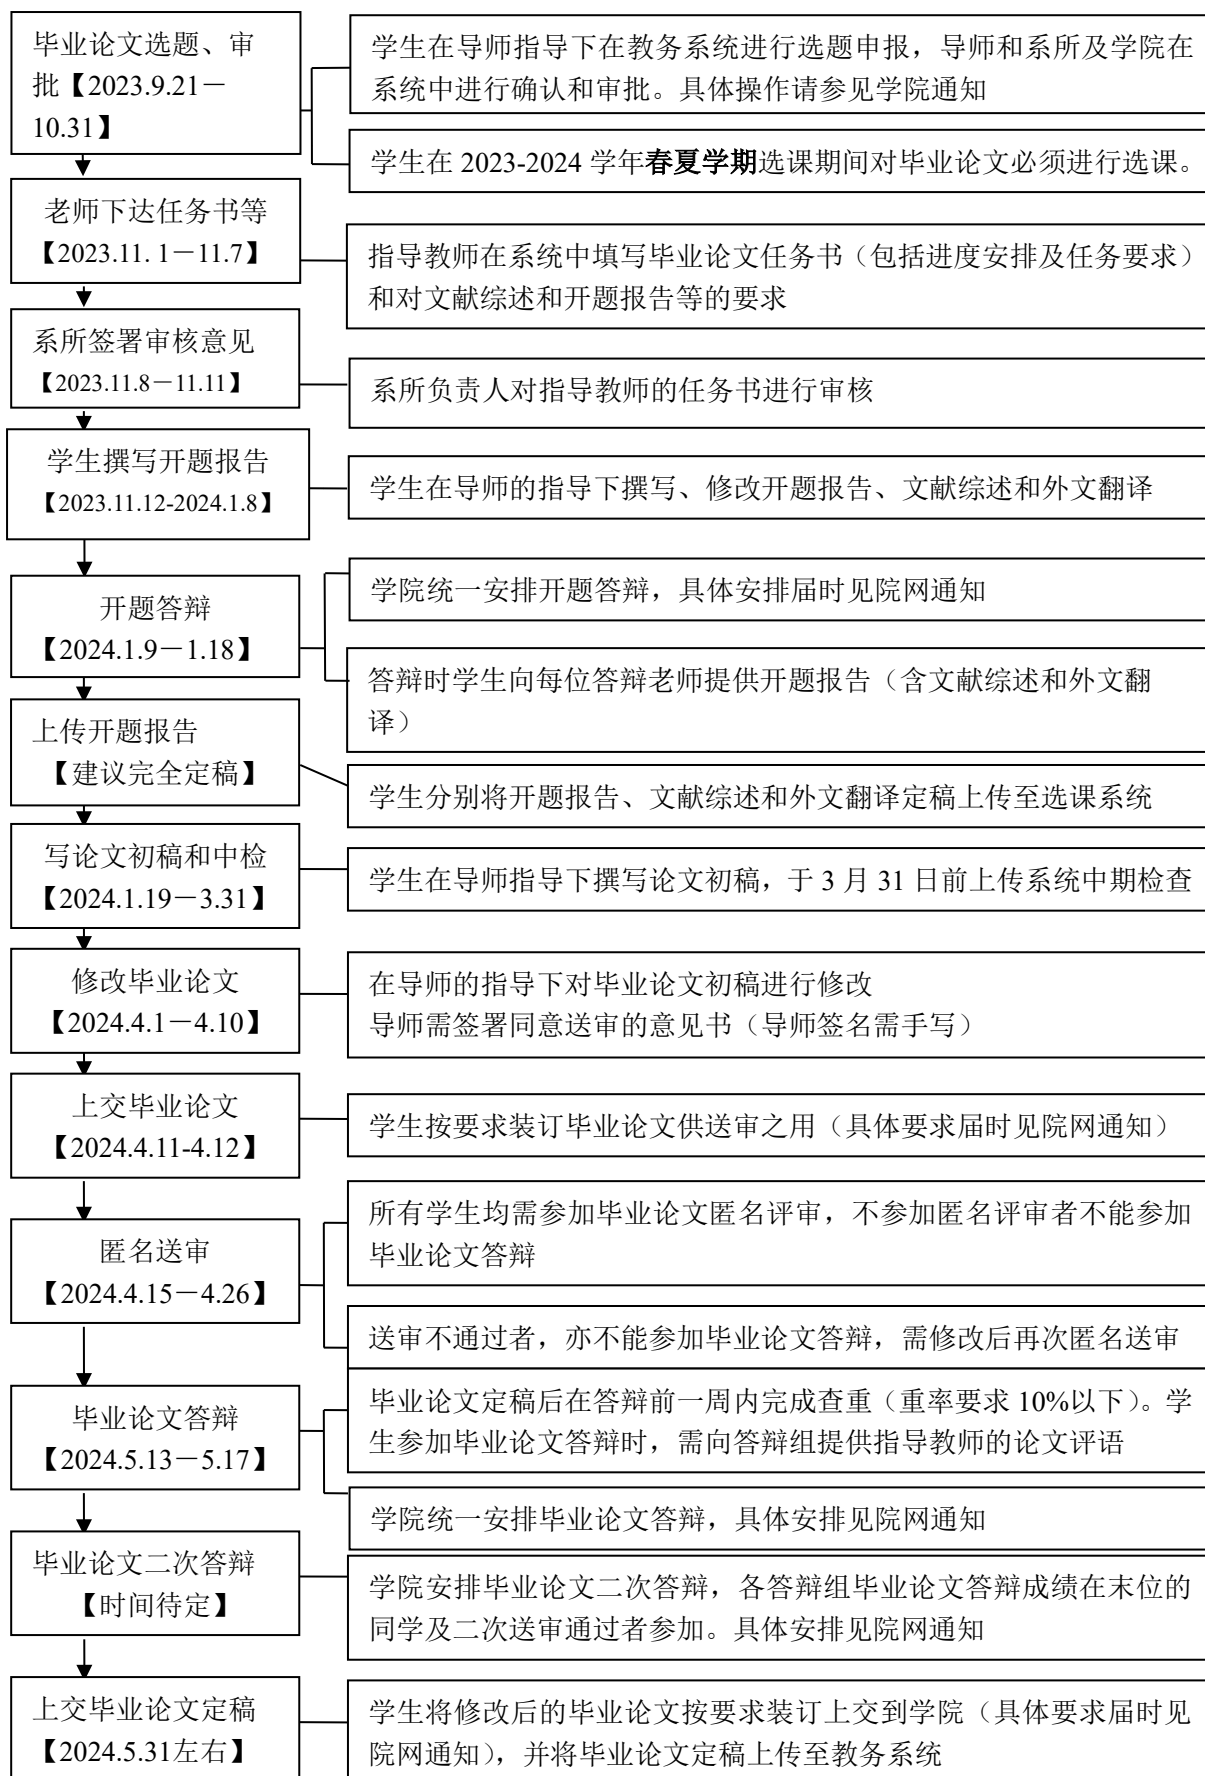 毕业论文选题、审
批【2023.9.21－
10.31】
学生在导师指导下在教务系统进行选题申报，导师和系所及学院在
系统中进行确认和审批。具体操作请参见学院通知
学生在 2023-2024 学年春夏学期选课期间对毕业论文必须进行选课。
老师下达任务书等
【2023.11. 1－11.7】
指导教师在系统中填写毕业论文任务书（包括进度安排及任务要求）
和对文献综述和开题报告等的要求
系所签署审核意见
【2023.11.8－11.11】
系所负责人对指导教师的任务书进行审核
学生撰写开题报告
【2023.11.12-2024.1.8】
学生在导师的指导下撰写、修改开题报告、文献综述和外文翻译
开题答辩
【2024.1.9－1.18】
学院统一安排开题答辩，具体安排届时见院网通知
答辩时学生向每位答辩老师提供开题报告（含文献综述和外文翻
译）
上传开题报告
【建议完全定稿】
学生分别将开题报告、文献综述和外文翻译定稿上传至选课系统
写论文初稿和中检
【2024.1.19－3.31】
学生在导师指导下撰写论文初稿，于 3 月 31 日前上传系统中期检查
修改毕业论文
【2024.4.1－4.10】
在导师的指导下对毕业论文初稿进行修改
导师需签署同意送审的意见书（导师签名需手写）
上交毕业论文
【2024.4.11-4.12】
学生按要求装订毕业论文供送审之用（具体要求届时见院网通知）
匿名送审
【2024.4.15－4.26】
所有学生均需参加毕业论文匿名评审，不参加匿名评审者不能参加
毕业论文答辩
送审不通过者，亦不能参加毕业论文答辩，需修改后再次匿名送审
毕业论文答辩
【2024.5.13－5.17】
毕业论文定稿后在答辩前一周内完成查重（重率要求 10%以下）。学
生参加毕业论文答辩时，需向答辩组提供指导教师的论文评语
学院统一安排毕业论文答辩，具体安排见院网通知
毕业论文二次答辩
【时间待定】
学院安排毕业论文二次答辩，各答辩组毕业论文答辩成绩在末位的
同学及二次送审通过者参加。具体安排见院网通知
上交毕业论文定稿
【2024.5.31左右】
学生将修改后的毕业论文按要求装订上交到学院（具体要求届时见
院网通知），并将毕业论文定稿上传至教务系统